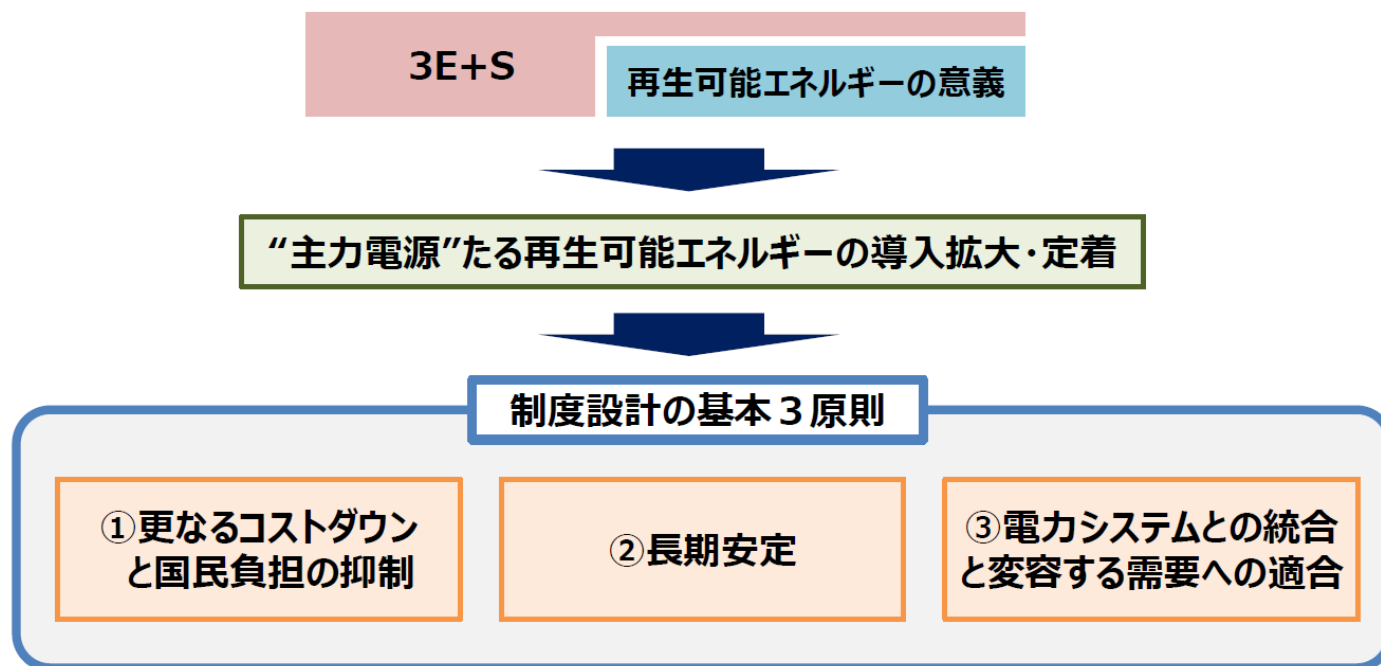 3E+S
再生可能エネルギーの意義
“主力電源”たる再生可能エネルギーの導入拡大・定着
制度設計の基本３原則
①更なるコストダウン
と国民負担の抑制
②長期安定
③電力システムとの統合
と変容する需要への適合